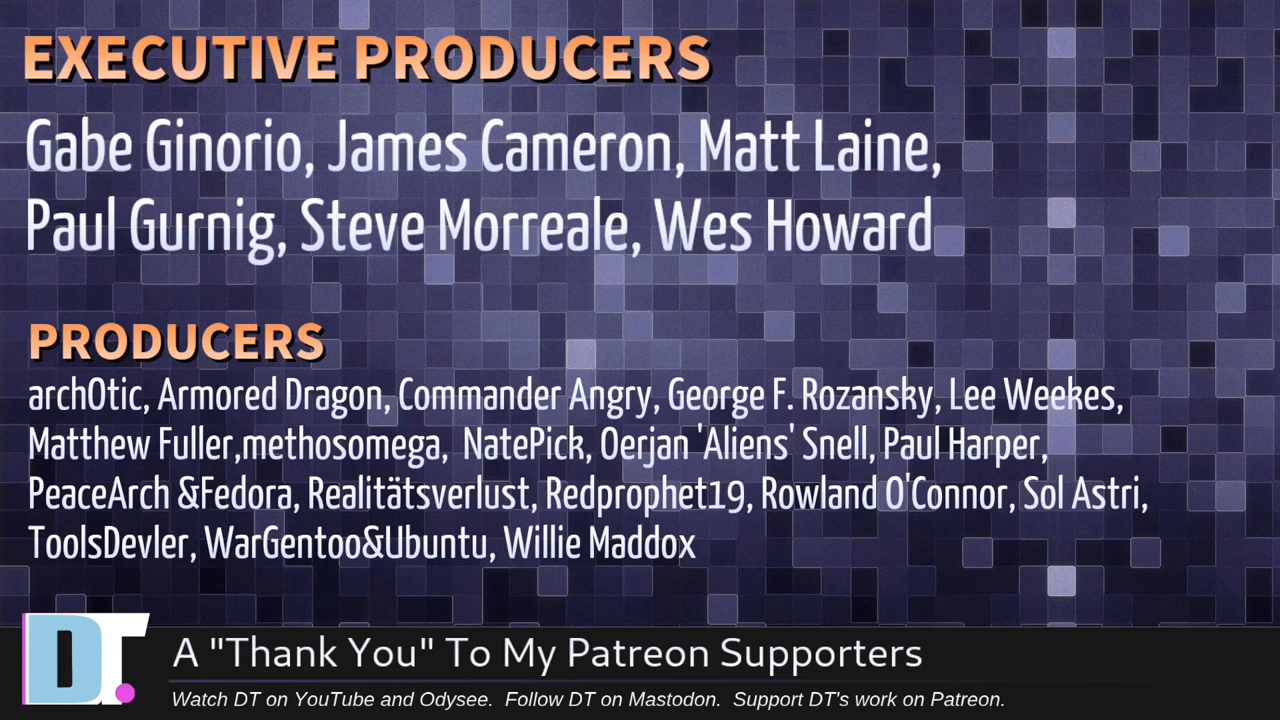 EXECUTIVE PRODUCERS
Gabe Ginorio, James Cameron, Matt Laine,
Paul Gurnig, Steve Morreale, Wes Howard
PRODUCERS
archOtic, Armored Dragon, Commander Angry, George F. Rozansky, Lee Weekes,
Matthew Fuller,methosomega,  NatePick, Oerjan 'Aliens' Snell, Paul Harper,
PeaceArch &Fedora, Realitätsverlust, Redprophet19, Rowland O'Connor, Sol Astri,
ToolsDevler, WarGentoo&Ubuntu, Willie Maddox
DT.
A "Thank You" To My Patreon Supporters
Watch DT on YouTube and Odysee.  Follow DT on Mastodon.  Support DT's work on Patreon.